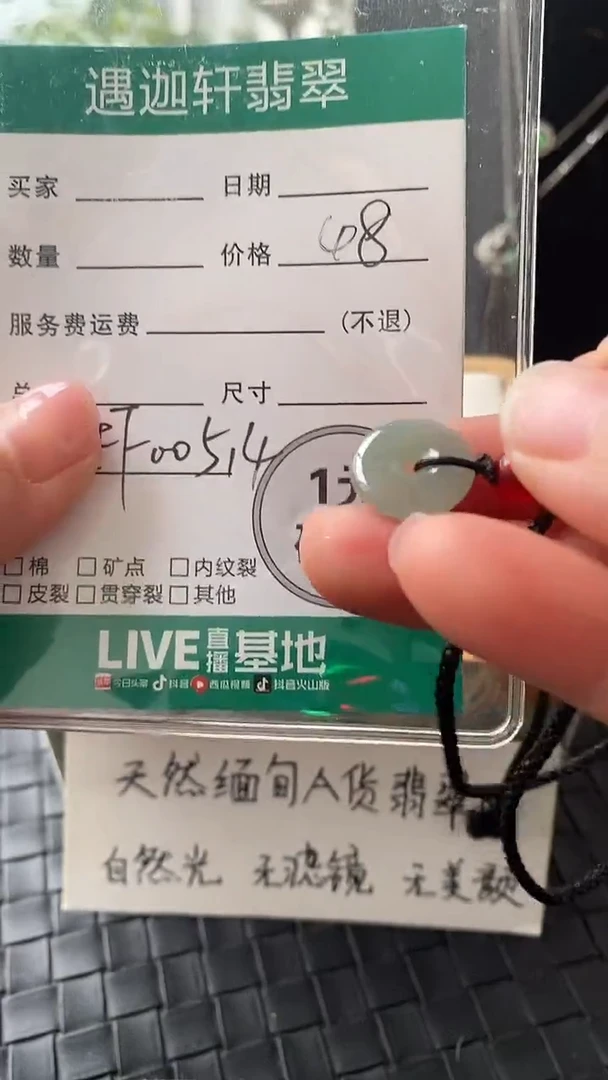 遇迦轩翡翠
买家 日期
数量 价格 48
服务费运费 (不退)
尺寸
F00514
1
棉 矿点 内纹裂
皮裂 贯穿裂 其他
LIVE直播基地
今日头条 抖音 西瓜视频 抖音火山版
天然缅甸A货翡翠
自然光 无滤镜 无美颜